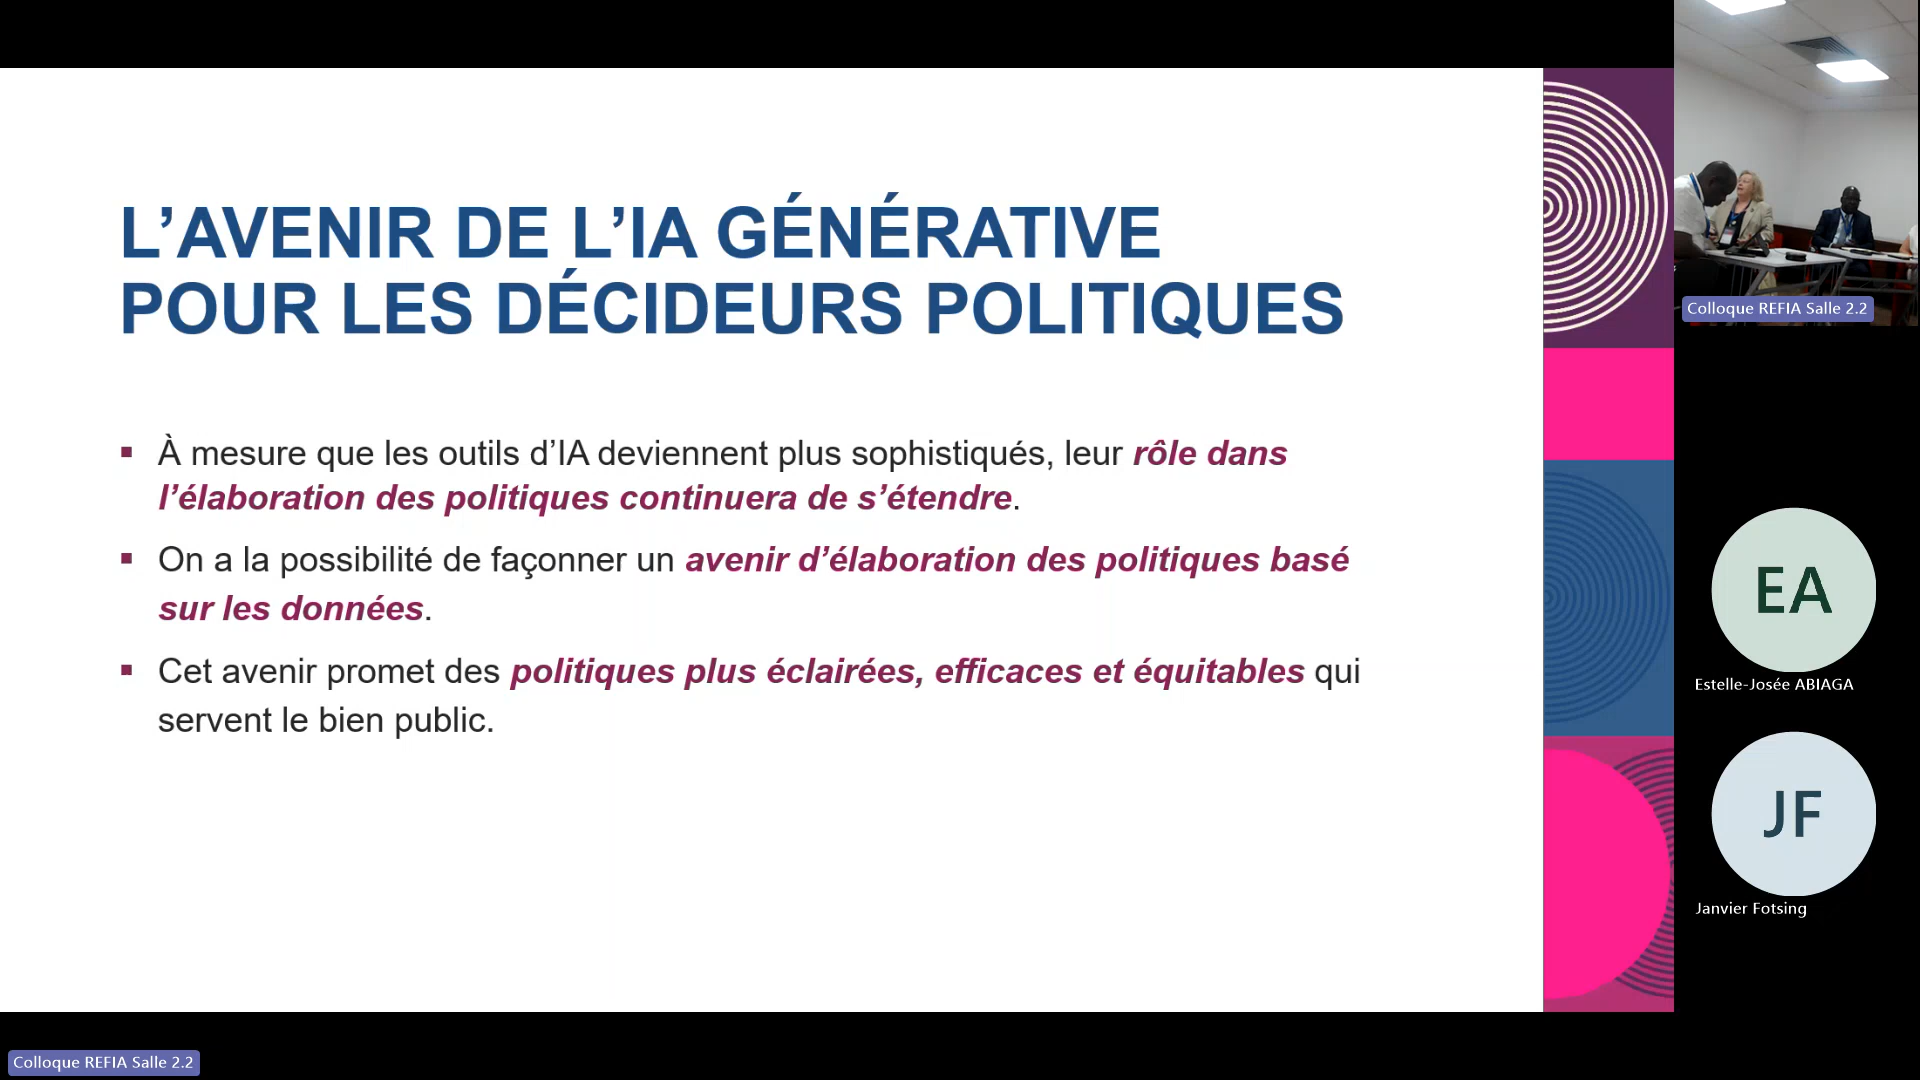 L’AVENIR DE L’IA GÉNÉRATIVE
POUR LES DÉCIDEURS POLITIQUES
▪ À mesure que les outils d’IA deviennent plus sophistiqués, leur rôle dans
l’élaboration des politiques continuera de s’étendre.
▪ On a la possibilité de façonner un avenir d’élaboration des politiques basé
sur les données.
▪ Cet avenir promet des politiques plus éclairées, efficaces et équitables qui
servent le bien public.
Colloque REFIA Salle 2.2
EA
Estelle-Josée ABIAGA
JF
Janvier Fotsing
Colloque REFIA Salle 2.2